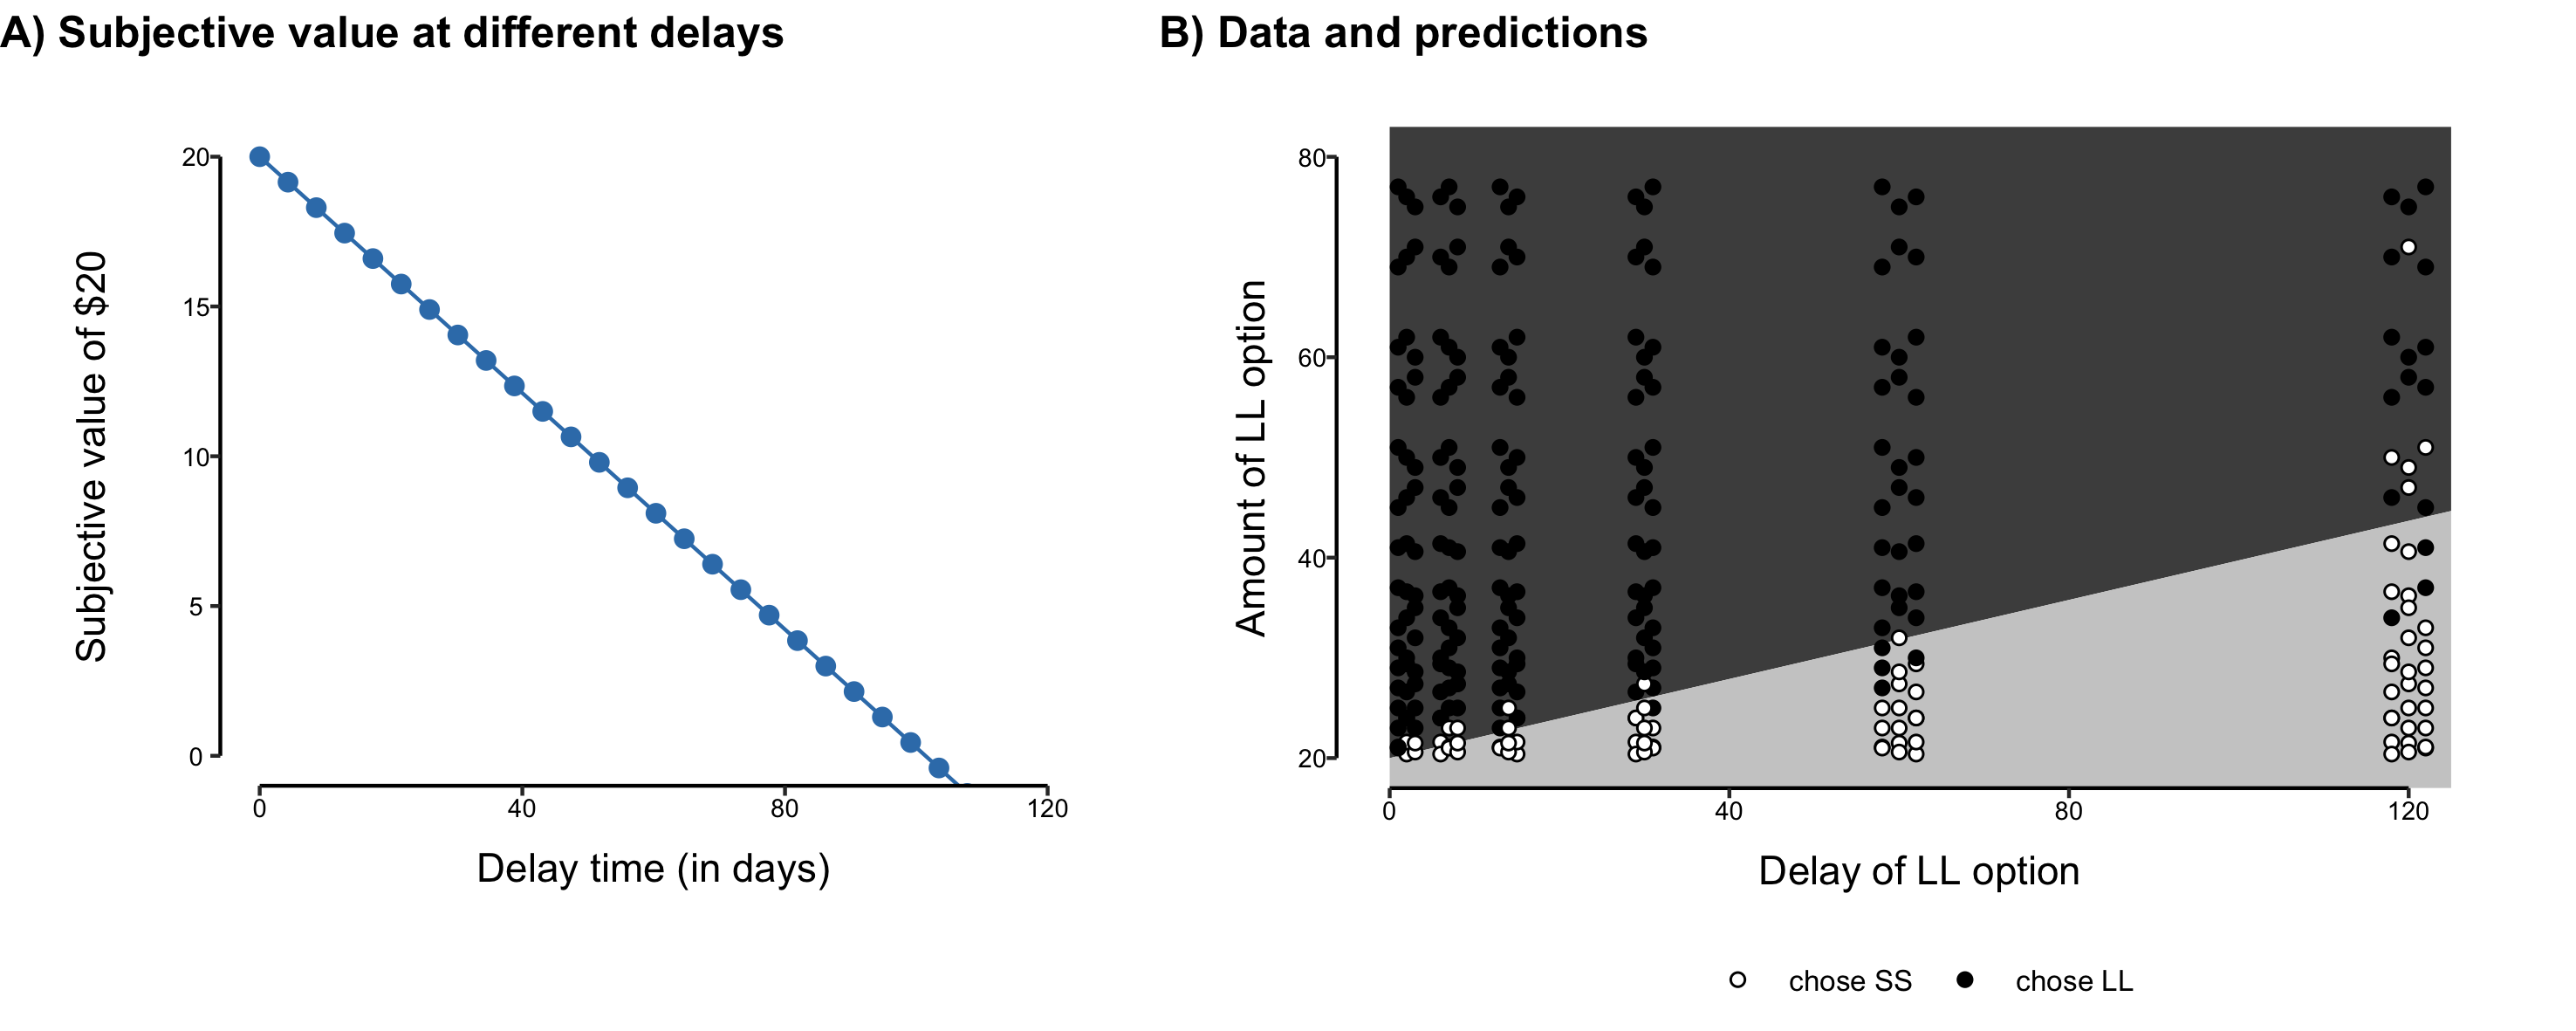 A) Subjective value at different delays
B) Data and predictions
Subjective value of $20
20
15
10
5
0
0 40 80 120
Delay time (in days)
Amount of LL option
80
60
40
20
0 40 80 120
Delay of LL option
chose SS chose LL